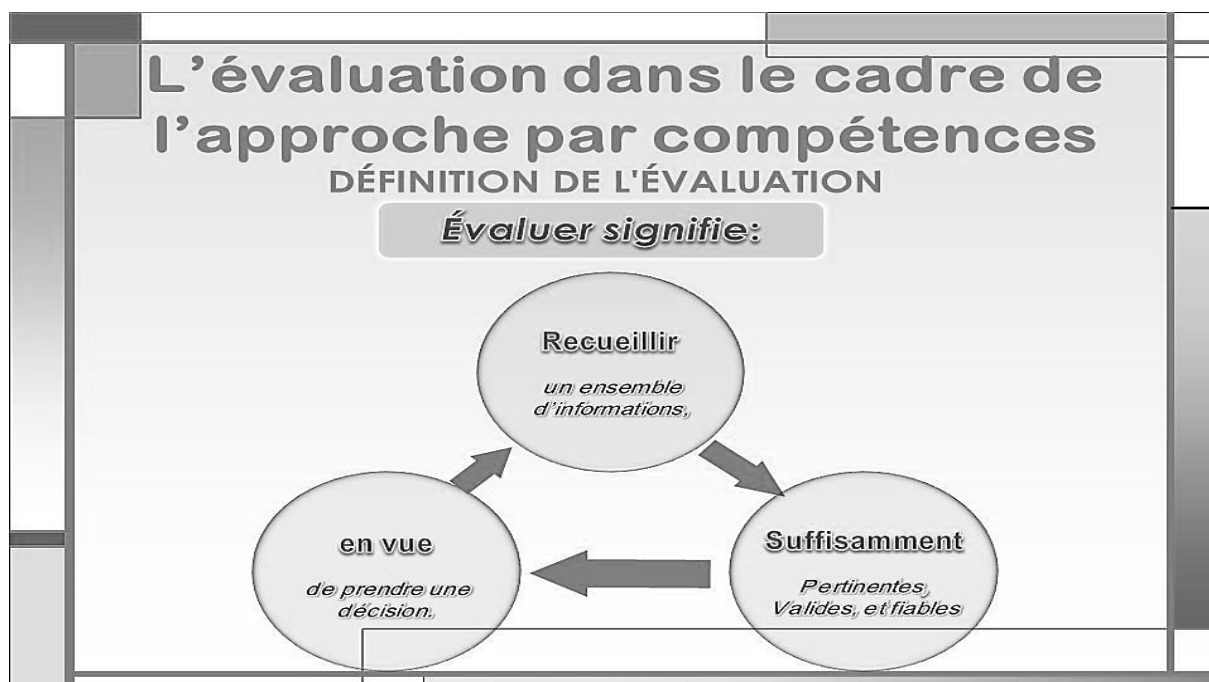 L’évaluation dans le cadre de
l’approche par compétences
DÉFINITION DE L'ÉVALUATION
Évaluer signifie:
Recueillir
un ensemble
d’informations,
Suffisamment
Pertinentes,
Valides, et fiables
en vue
de prendre une
décision.